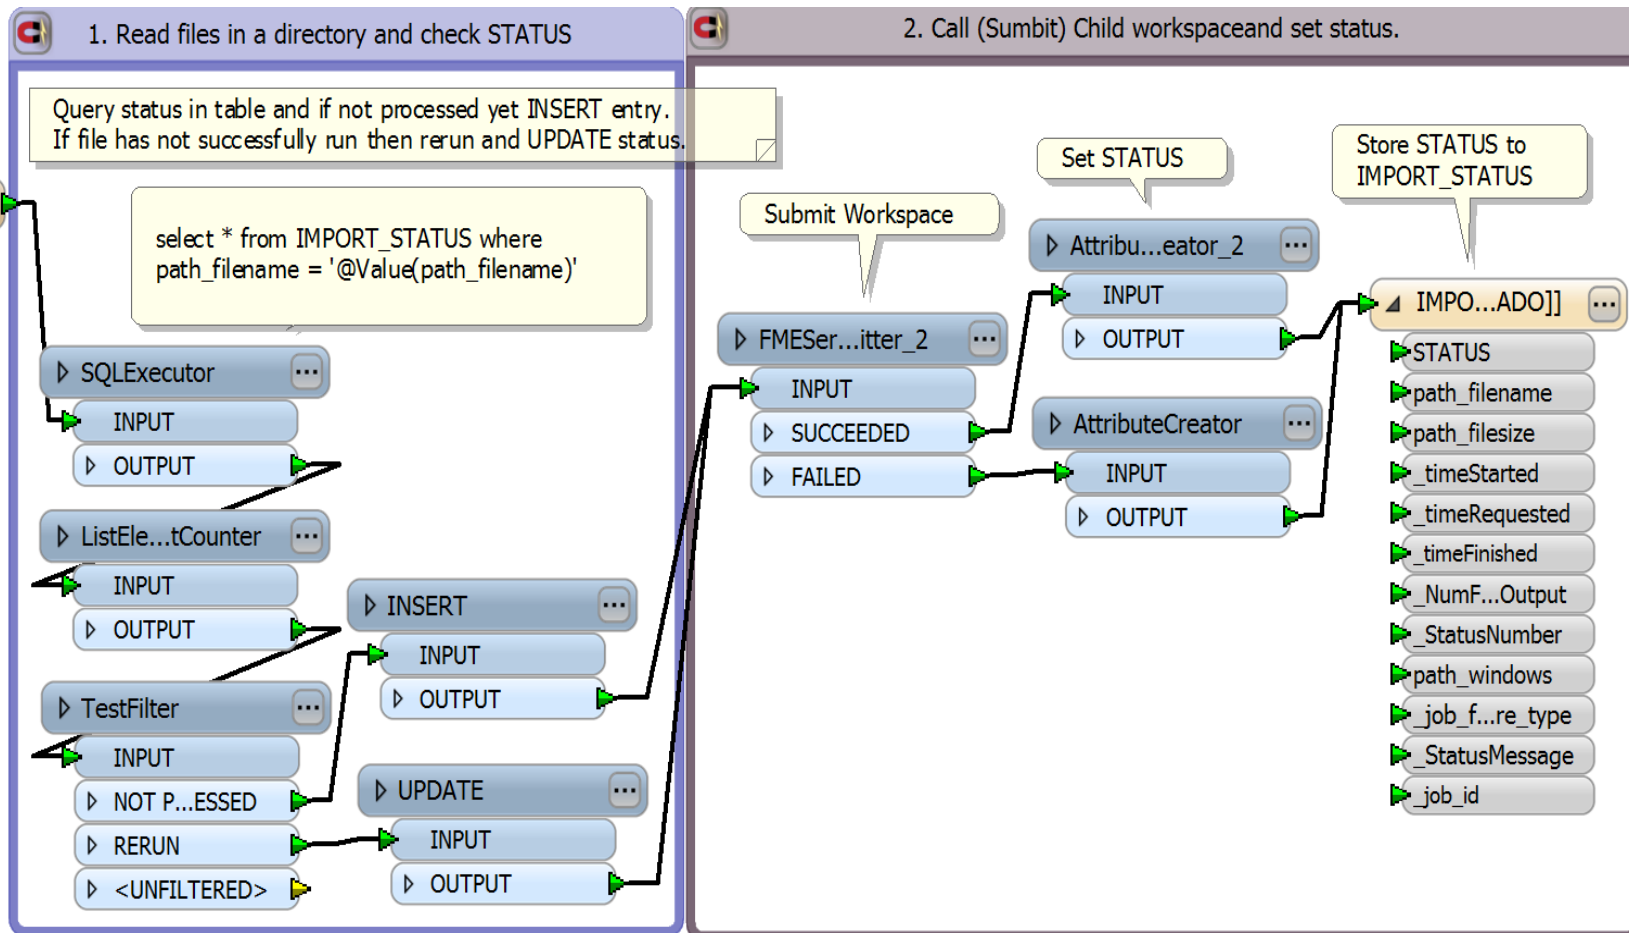 1. Read files in a directory and check STATUS
Query status in table and if not processed yet INSERT entry.
If file has not successfully run then rerun and UPDATE status.
select * from IMPORT_STATUS where
path_filename = '@Value(path_filename)'
SQLExecutor
INPUT
OUTPUT
ListEle...tCounter
INPUT
OUTPUT
TestFilter
INPUT
NOT P...ESSED
RERUN
<UNFILTERED>
INSERT
INPUT
OUTPUT
UPDATE
INPUT
OUTPUT
2. Call (Sumbit) Child workspaceand set status.
Submit Workspace
FMESer...itter_2
INPUT
SUCCEEDED
FAILED
Set STATUS
Attribu...eator_2
INPUT
OUTPUT
AttributeCreator
INPUT
OUTPUT
Store STATUS to
IMPORT_STATUS
IMPO...ADO]]
STATUS
path_filename
path_filesize
_timeStarted
_timeRequested
_timeFinished
_NumF...Output
_StatusNumber
path_windows
_job_f...re_type
_StatusMessage
_job_id